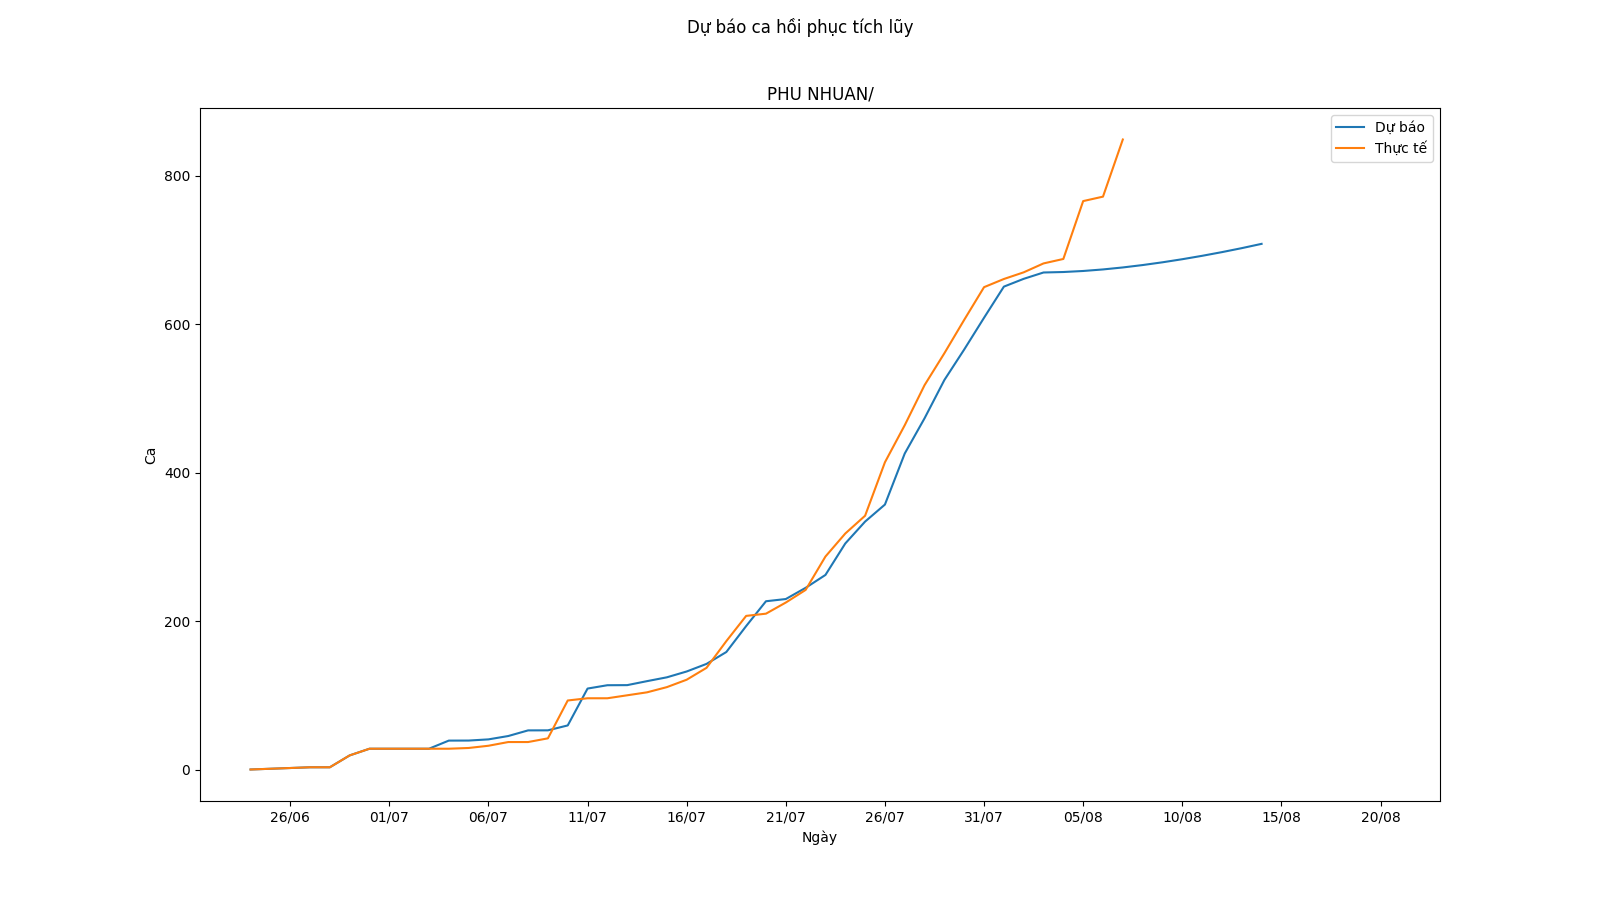 Dự báo ca hồi phục tích lũy
PHU NHUAN/
Dự báo
Thực tế
800
600
400
200
0
Ca
26/06 01/07 06/07 11/07 16/07 21/07 26/07 31/07 05/08 10/08 15/08 20/08
Ngày